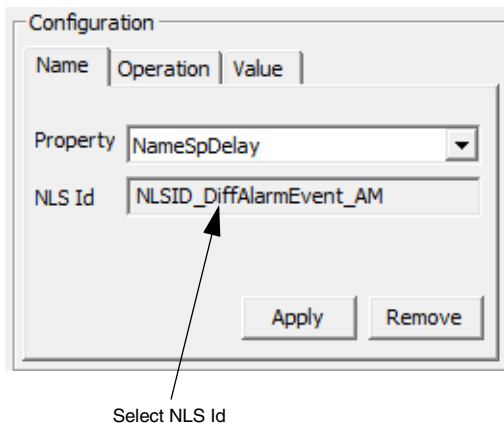 Configuration
Name Operation Value
Property NameSpDelay
NLS Id NLSID_DiffAlarmEvent_AM
Apply Remove
Select NLS Id